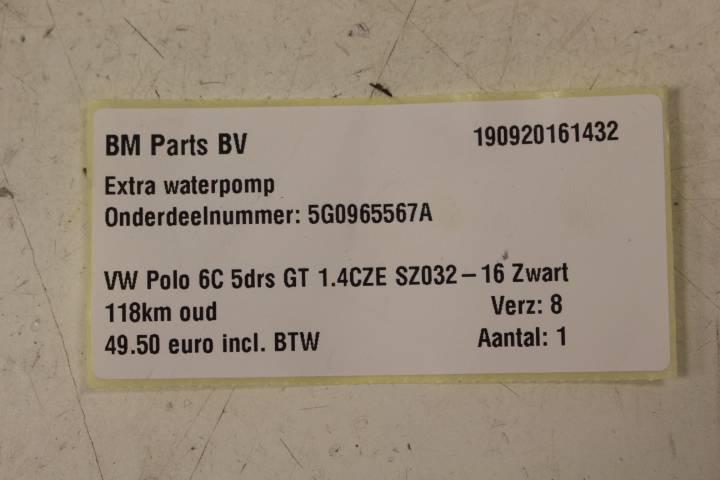 BM Parts BV 190920161432
Extra waterpomp
Onderdeelnummer: 5G0965567A
VW Polo 6C 5drs GT 1.4CZE SZ032-16 Zwart
118km oud Verz: 8
49.50 euro incl. BTW Aantal: 1